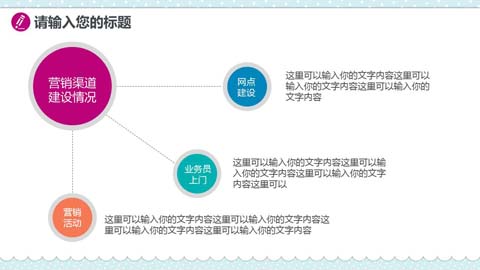 请输入您的标题
营销渠道
建设情况
网点
建设
这里可以输入你的文字内容这里可以
输入你的文字内容这里可以输入你的
文字内容
业务员
上门
这里可以输入你的文字内容这里可以输
入你的文字内容这里可以输入你的文字
内容这里可以
营销
活动
这里可以输入你的文字内容这里可以输入你的文字内容这
里可以输入你的文字内容这里可以输入你的文字内容